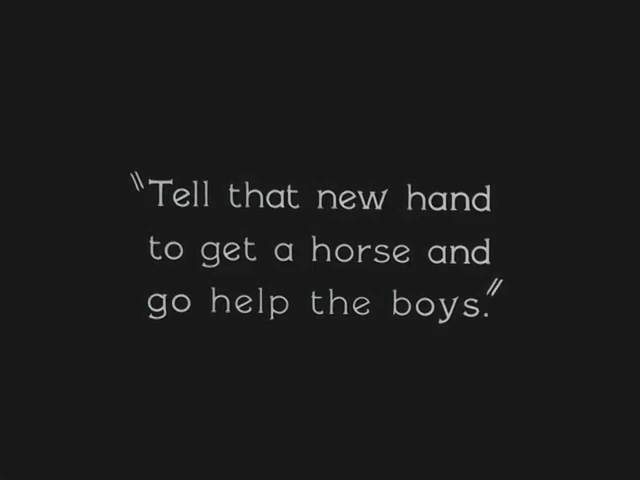 "Tell that new hand
to get a horse and
go help the boys."